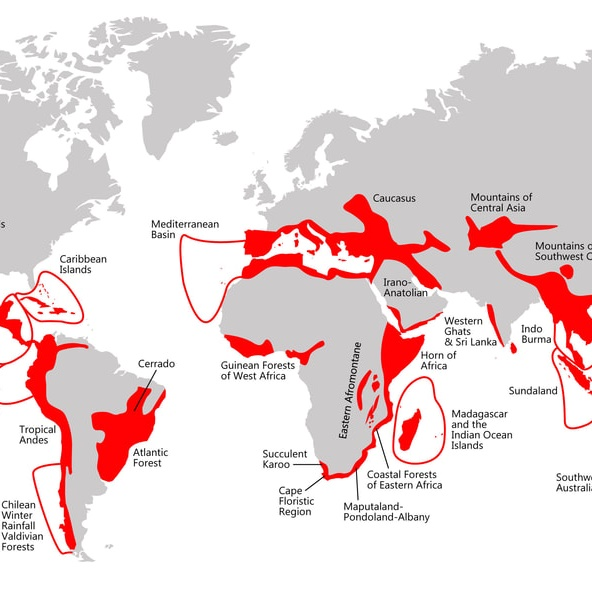 Caucasus
Mountains of
Central Asia
Mediterranean
Basin
Mountains
Southwest
Caribbean
Islands
Irano-
Anatolian
Western
Ghats
& Sri Lanka
Indo
Burma
Horn of
Africa
Cerrado
Guinean Forests
of West Africa
Eastern Afromontane
Sundaland
Madagascar
and the
Indian Ocean
Islands
Tropical
Andes
Atlantic
Forest
Succulent
Karoo
Coastal Forests
of Eastern Africa
Cape
Floristic
Region
Maputaland-
Pondoland-Albany
Chilean
Winter
Rainfall
Valdivian
Forests